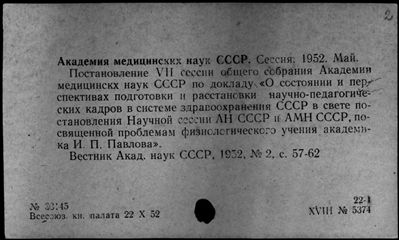 2
Академия медицинских наук СССР. Сессия. 1952. Май.
Постановление VII сессии общего собрания Академии
медицинск наук СССР по докладу «О состоянии и пер-
спективах подготовки и расстановки научно-педагогиче-
ских кадров в системе здравоохранения СССР в свете по-
становления Научной сессии АН СССР и АМН СССР, по-
священной проблемам физиологического учения академи-
ка И. П. Павлова».
Вестник Акад. наук СССР, 1952, № 2, с. 57-62
22-1
№
XVIII № 5374
Всесоюз. кн. палата 22 X 52